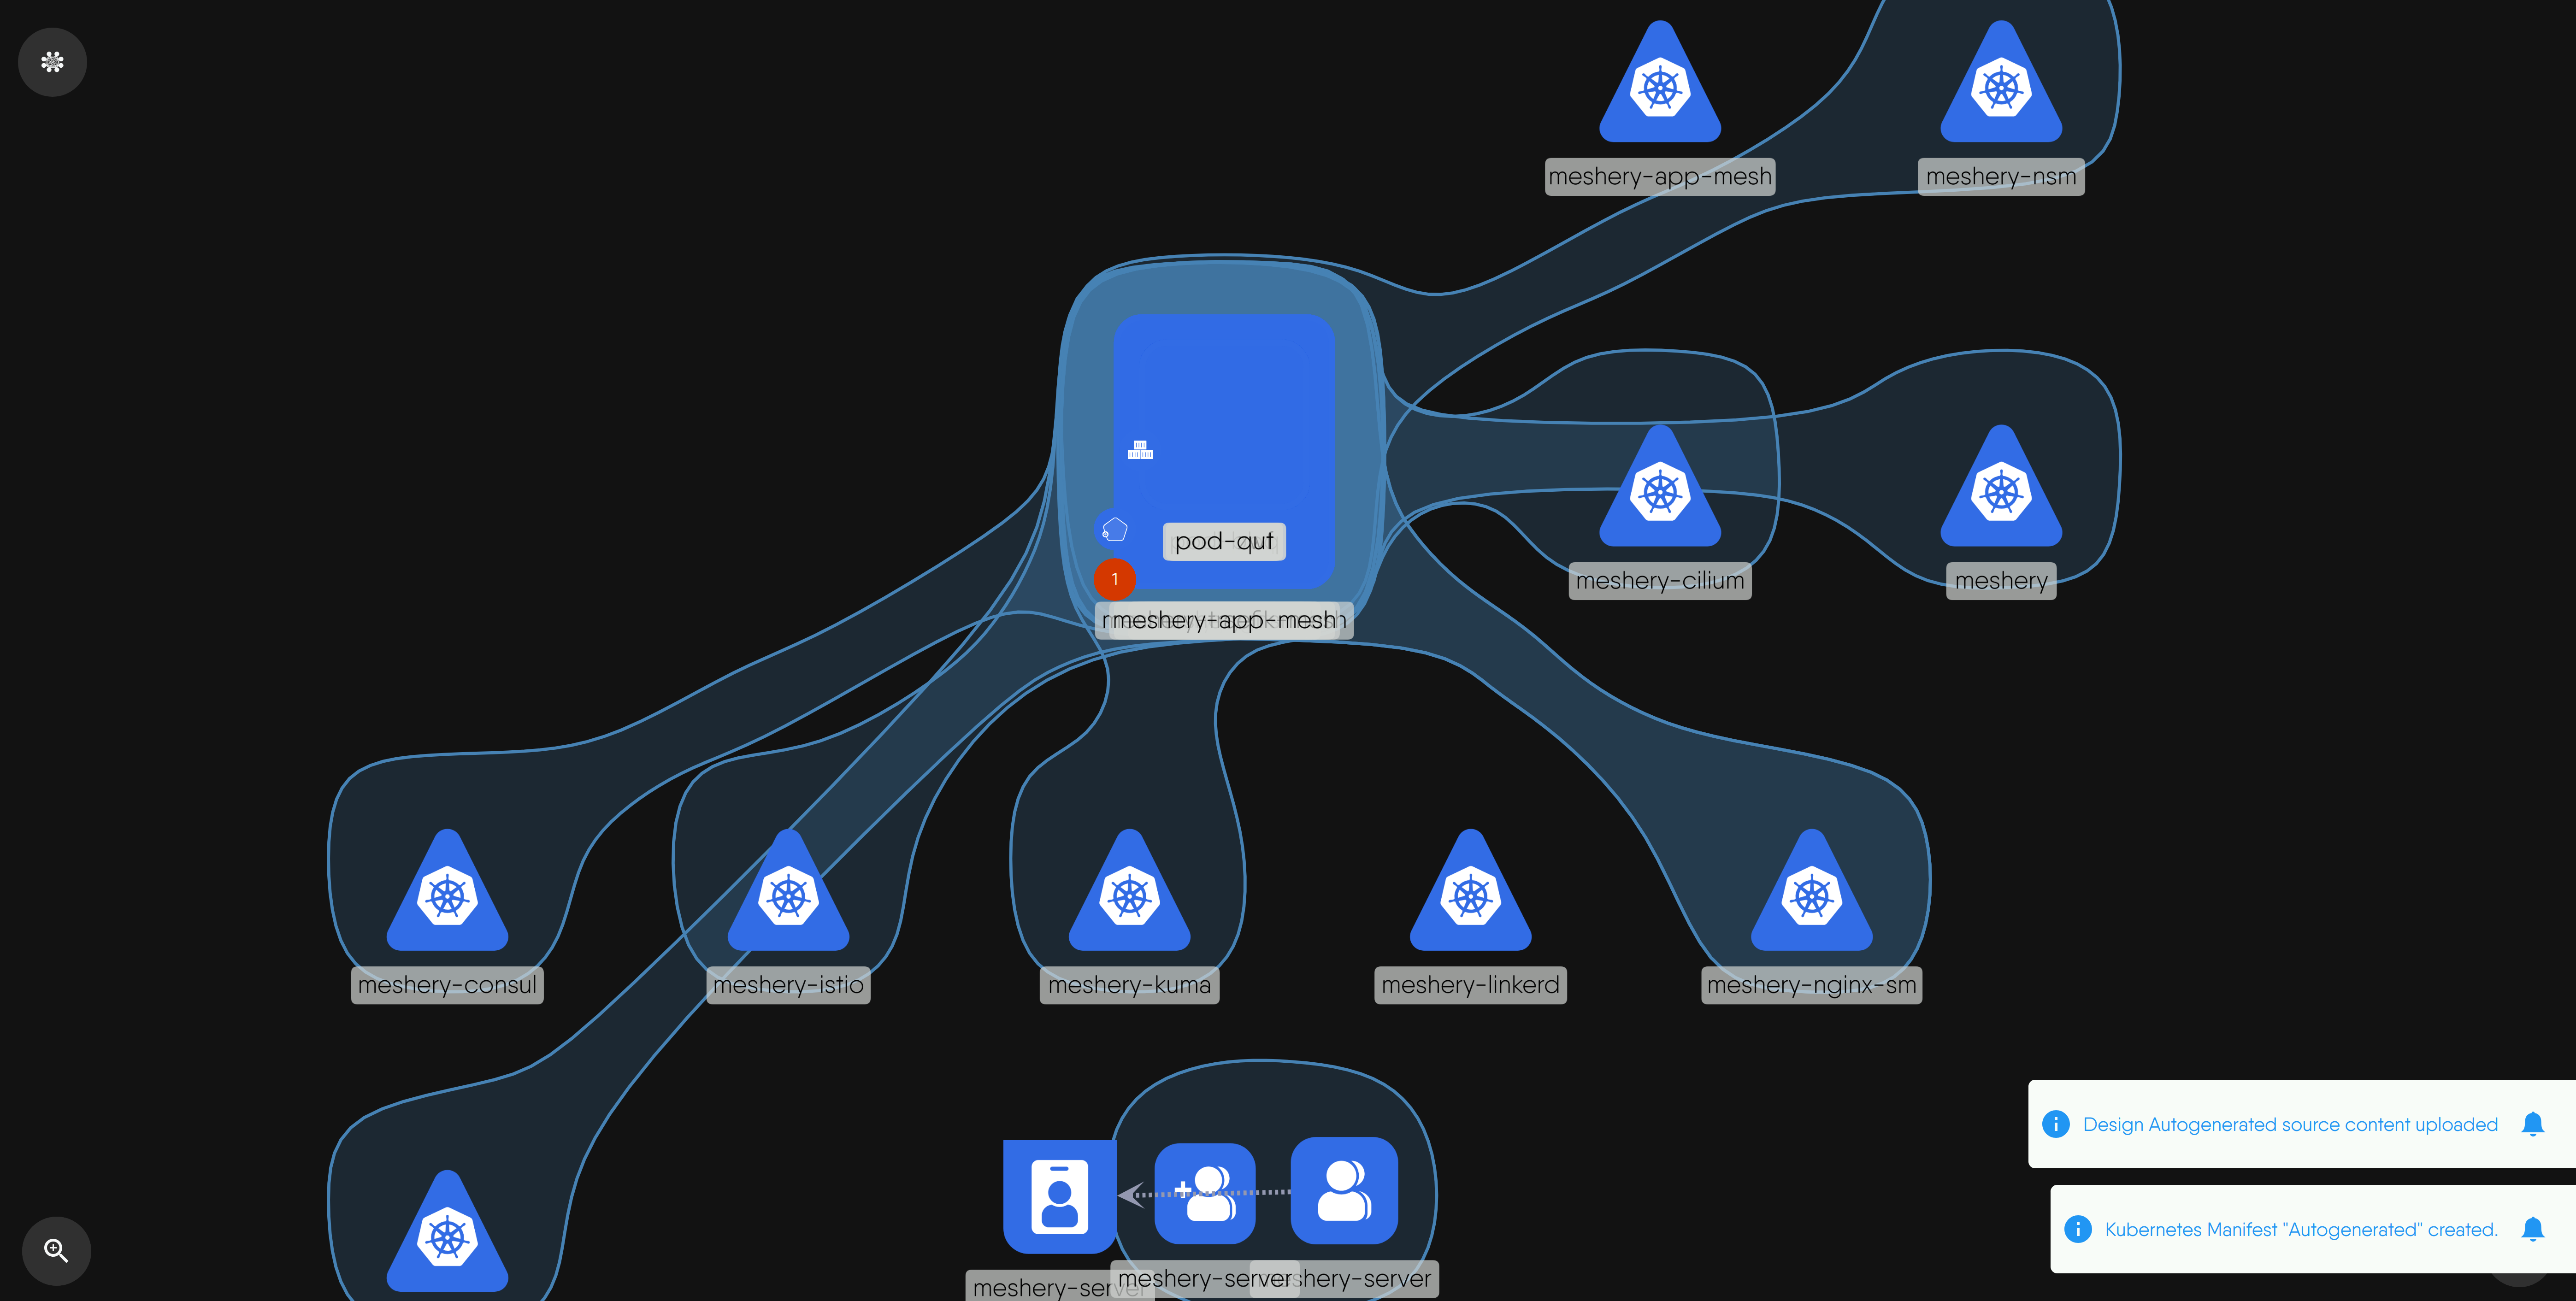 meshery-app-mesh
meshery-nsm
pod-quf
1
meshery-app-mesh
meshery-cilium
meshery
meshery-consul
meshery-istio
meshery-kuma
meshery-linkerd
meshery-nginx-sm
Design Autogenerated source content uploaded
Kubernetes Manifest "Autogenerated" created.
meshery-server
meshery-server
meshery-server